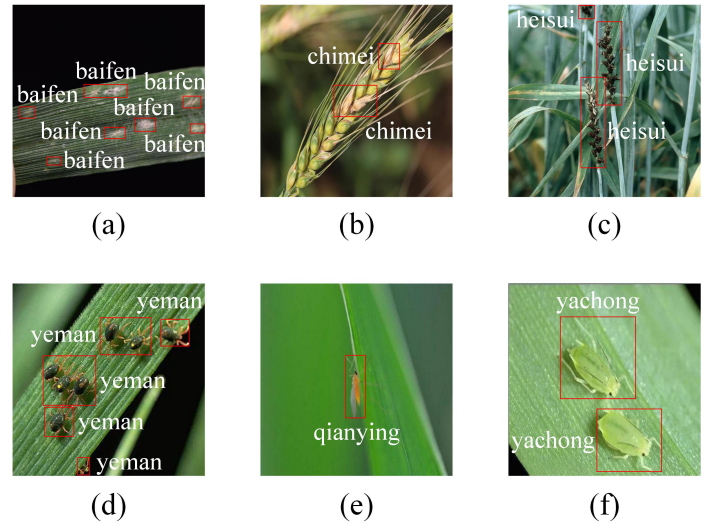 baifen
baifen
baifen
baifen
baifen
baifen
baifen
(a)
chimei
chimei
(b)
heisui
heisui
heisui
(c)
yeman
yeman
yeman
yeman
yeman
(d)
qianying
(e)
yachong
yachong
(f)